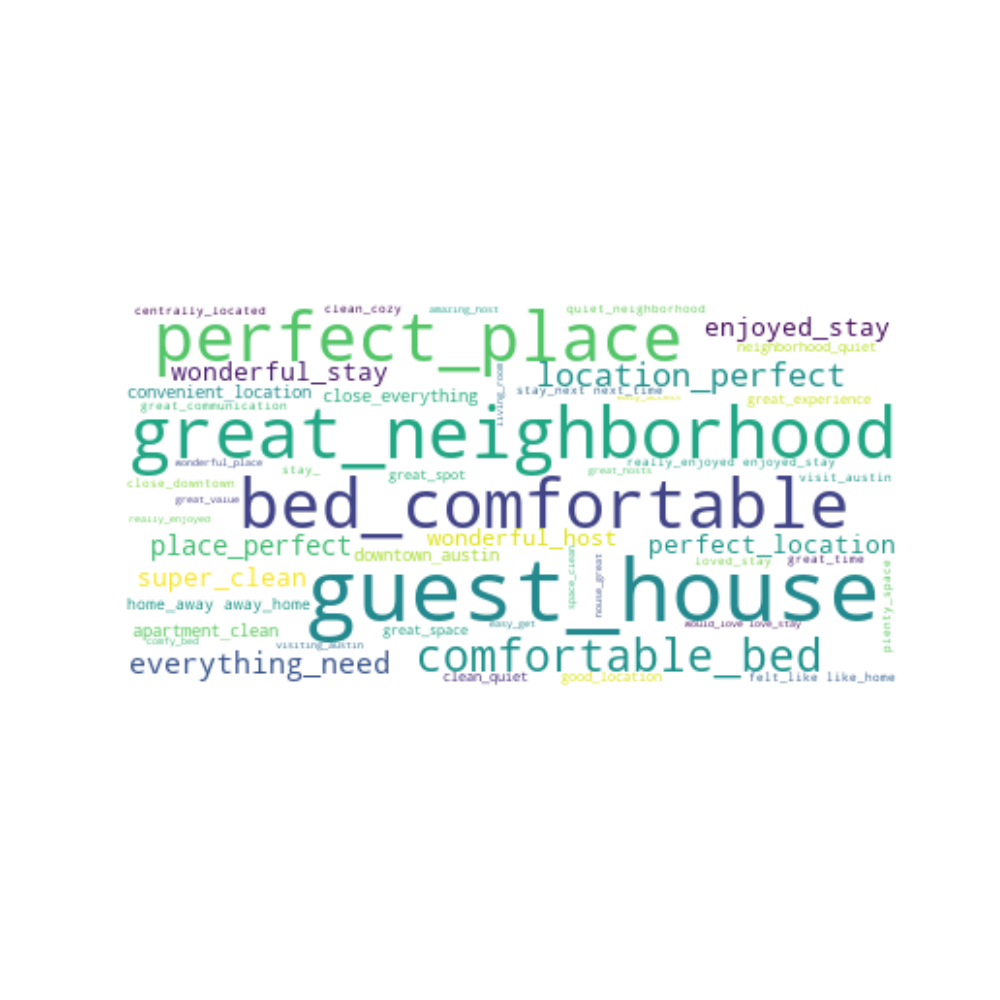 centrally_located clean_cozy amazing_host quiet_neighborhood
perfect_place enjoyed_stay
neighborhood_quiet
wonderful_stay location_perfect
living_room
convenient_location close_everything stay_next next_time
easy_access great_experience
great_communication
great_neighborhood
wonderful_place stay_ great_spot great_hosts really_enjoyed enjoyed_stay
visit_austin
close_downtown
great_value bed_comfortable
really_enjoyed
wonderful_host
place_perfect downtown_austin perfect_location
space_clean house_great loved_stay great_time plenty_space
super_clean
guest_house
home_away away_home
apartment_clean great_space easy_get would_love love_stay
comfy_bed visiting_austin
everything_need comfortable_bed
clean_quiet good_location felt_like like_home